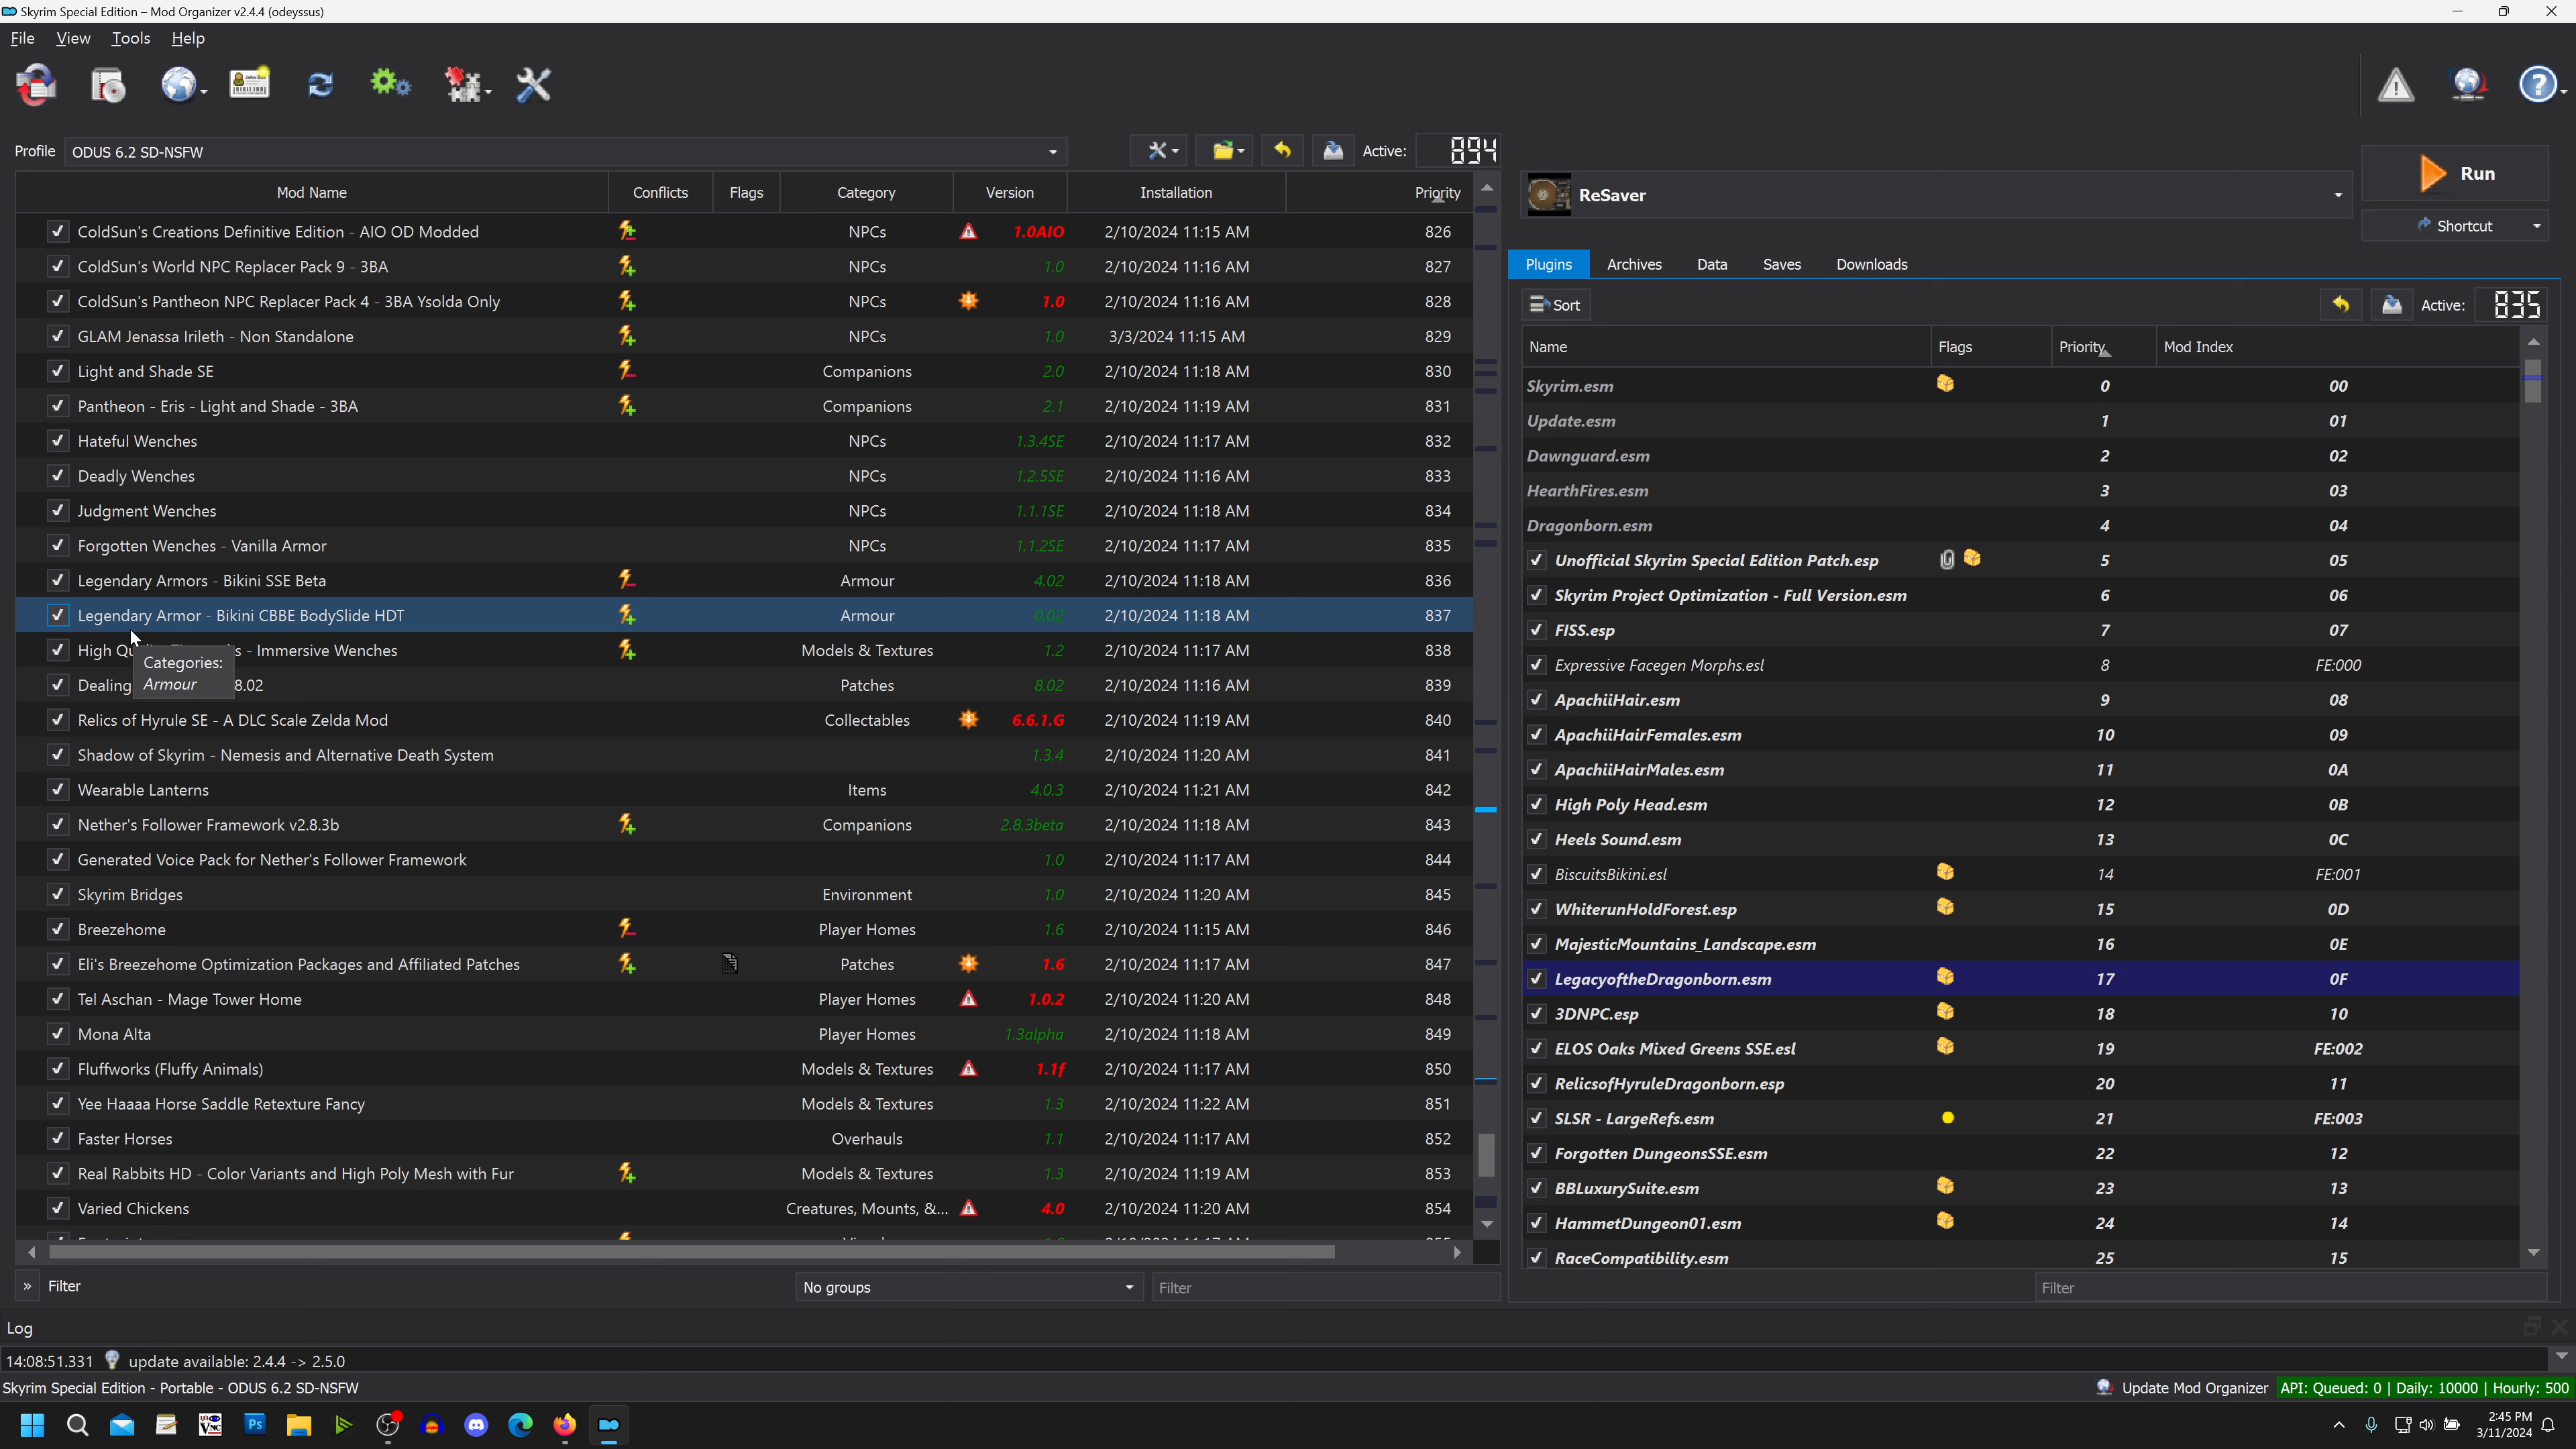 Skyrim Special Edition – Mod Organizer v2.4.4 (odeyssus)
File View Tools Help
Profile ODUS 6.2 SD-NSFW Active: 894
Mod Name Conflicts Flags Category Version Installation Priority
ColdSun's Creations Definitive Edition - AIO OD Modded NPCs 1.0AIO 2/10/2024 11:15 AM 826
ColdSun's World NPC Replacer Pack 9 - 3BA NPCs 1.0 2/10/2024 11:16 AM 827
ColdSun's Pantheon NPC Replacer Pack 4 - 3BA Ysolda Only NPCs 1.0 2/10/2024 11:16 AM 828
GLAM Jenassa Irileth - Non Standalone NPCs 1.0 3/3/2024 11:15 AM 829
Light and Shade SE Companions 2.0 2/10/2024 11:18 AM 830
Pantheon - Eris - Light and Shade - 3BA Companions 2.1 2/10/2024 11:19 AM 831
Hateful Wenches NPCs 1.3.4SE 2/10/2024 11:17 AM 832
Deadly Wenches NPCs 1.2.5SE 2/10/2024 11:16 AM 833
Judgment Wenches NPCs 1.1.1SE 2/10/2024 11:18 AM 834
Forgotten Wenches - Vanilla Armor NPCs 1.1.2SE 2/10/2024 11:17 AM 835
Legendary Armors - Bikini SSE Beta Armour 4.02 2/10/2024 11:18 AM 836
Legendary Armor - Bikini CBBE BodySlide HDT Armour 0.02 2/10/2024 11:18 AM 837
High - Immersive Wenches Models & Textures 1.2 2/10/2024 11:17 AM 838
Categories:
Armour
Dealing 8.02 Patches 8.02 2/10/2024 11:16 AM 839
Relics of Hyrule SE - A DLC Scale Zelda Mod Collectables 6.6.1.G 2/10/2024 11:19 AM 840
Shadow of Skyrim - Nemesis and Alternative Death System 1.3.4 2/10/2024 11:20 AM 841
Wearable Lanterns Items 4.0.3 2/10/2024 11:21 AM 842
Nether's Follower Framework v2.8.3b Companions 2.8.3beta 2/10/2024 11:18 AM 843
Generated Voice Pack for Nether's Follower Framework 1.0 2/10/2024 11:17 AM 844
Skyrim Bridges Environment 1.0 2/10/2024 11:20 AM 845
Breezehome Player Homes 1.6 2/10/2024 11:15 AM 846
Eli's Breezehome Optimization Packages and Affiliated Patches Patches 1.6 2/10/2024 11:17 AM 847
Tel Aschan - Mage Tower Home Player Homes 1.0.2 2/10/2024 11:20 AM 848
Mona Alta Player Homes 1.3alpha 2/10/2024 11:18 AM 849
Fluffworks (Fluffy Animals) Models & Textures 1.1f 2/10/2024 11:17 AM 850
Yee Haaaa Horse Saddle Retexture Fancy Models & Textures 1.3 2/10/2024 11:22 AM 851
Faster Horses Overhauls 1.1 2/10/2024 11:17 AM 852
Real Rabbits HD - Color Variants and High Poly Mesh with Fur Models & Textures 1.3 2/10/2024 11:19 AM 853
Varied Chickens Creatures, Mounts, &... 4.0 2/10/2024 11:20 AM 854
» Filter No groups Filter
ReSaver Run
Shortcut
Plugins Archives Data Saves Downloads
Sort Active: 835
Name Flags Priority Mod Index
Skyrim.esm 0 00
Update.esm 1 01
Dawnguard.esm 2 02
HearthFires.esm 3 03
Dragonborn.esm 4 04
Unofficial Skyrim Special Edition Patch.esp 5 05
Skyrim Project Optimization - Full Version.esm 6 06
FISS.esp 7 07
Expressive Facegen Morphs.esl 8 FE:000
ApachiiHair.esm 9 08
ApachiiHairFemales.esm 10 09
ApachiiHairMales.esm 11 0A
High Poly Head.esm 12 0B
Heels Sound.esm 13 0C
BiscuitsBikini.esl 14 FE:001
WhiterunHoldForest.esp 15 0D
MajesticMountains_Landscape.esm 16 0E
LegacyoftheDragonborn.esm 17 0F
3DNPC.esp 18 10
ELOS Oaks Mixed Greens SSE.esl 19 FE:002
RelicsofHyruleDragonborn.esp 20 11
SLSR - LargeRefs.esm 21 FE:003
Forgotten DungeonsSSE.esm 22 12
BBLuxurySuite.esm 23 13
HammetDungeon01.esm 24 14
RaceCompatibility.esm 25 15
Filter
Log
14:08:51.331 update available: 2.4.4 -> 2.5.0
Skyrim Special Edition - Portable - ODUS 6.2 SD-NSFW Update Mod Organizer API: Queued: 0 | Daily: 10000 | Hourly: 500
Ps
2:45 PM
3/11/2024